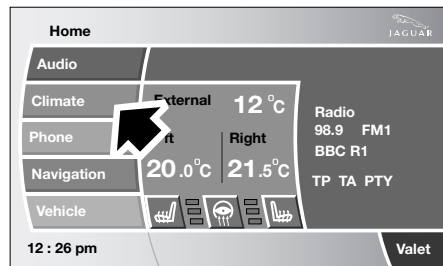 Home
JAGUAR
Audio
Climate
Phone
Navigation
Vehicle
External 12°C
Right
20.0°C 21.5°C
Radio
98.9 FM1
BBC R1
TP TA PTY
12 : 26 pm
Valet